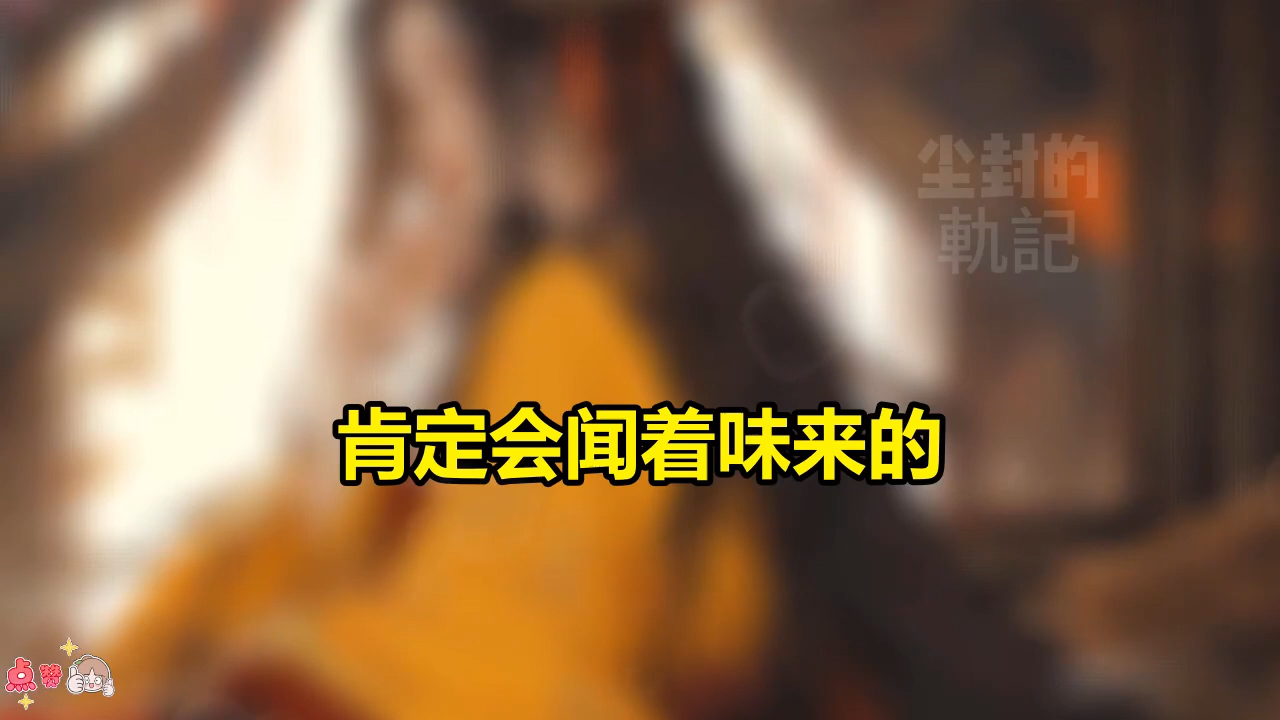 尘封的
軌記
肯定会闻着味来的
点赞